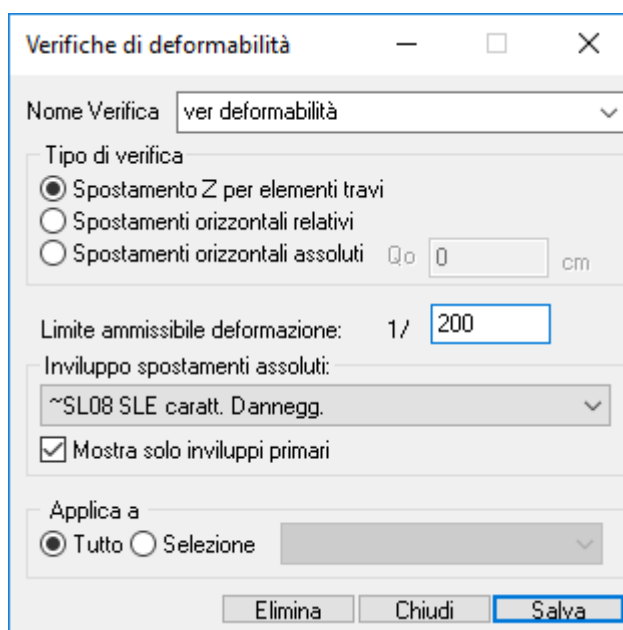 Verifiche di deformabilità
Nome Verifica ver deformabilità
Tipo di verifica
Spostamento Z per elementi travi
Spostamenti orizzontali relativi
Spostamenti orizzontali assoluti Qo 0 cm
Limite ammissibile deformazione: 1/ 200
Inviluppo spostamenti assoluti:
~SL08 SLE caratt. Dannegg.
Mostra solo inviluppi primari
Applica a
Tutto Selezione
Elimina Chiudi Salva